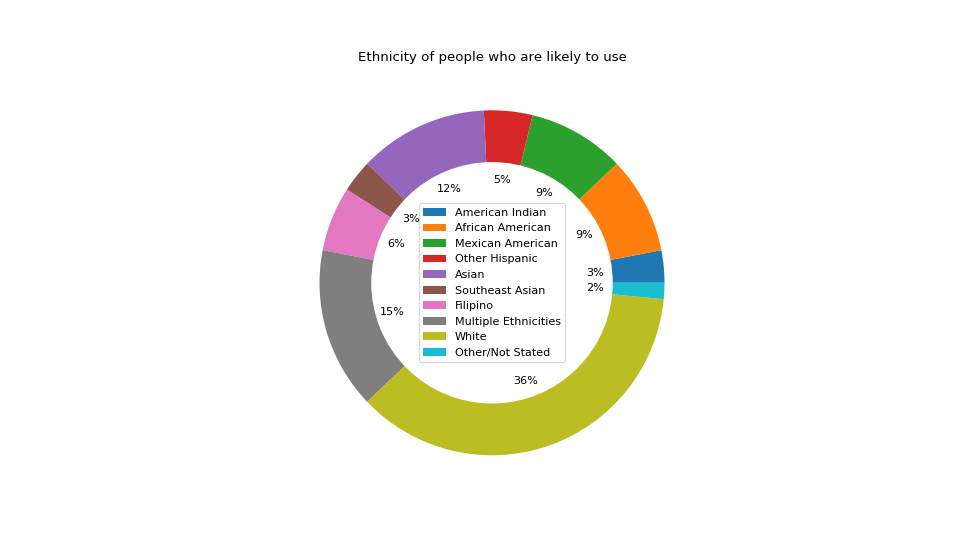 Ethnicity of people who are likely to use
5%
12%
9%
3%
9%
6%
3%
2%
15%
36%
American Indian
African American
Mexican American
Other Hispanic
Asian
Southeast Asian
Filipino
Multiple Ethnicities
White
Other/Not Stated